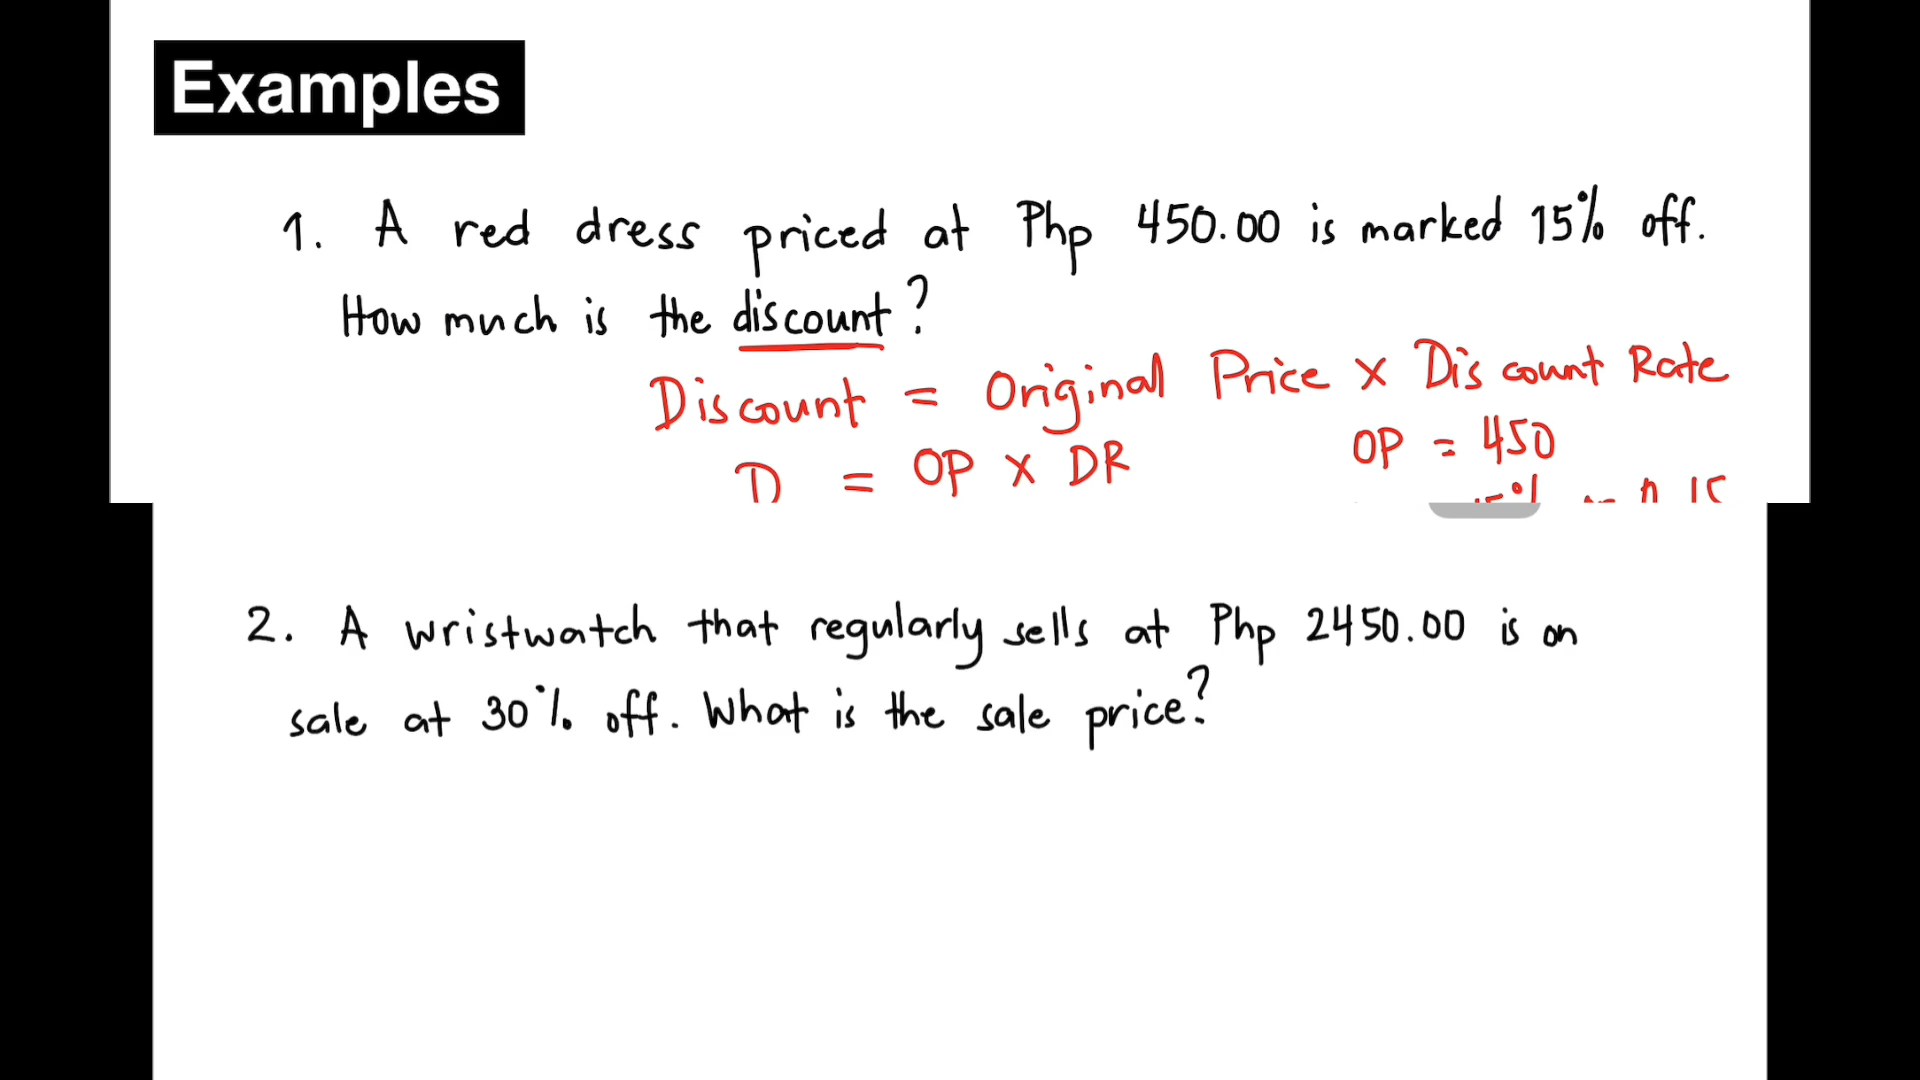 Examples
1. A red dress priced at Php 450.00 is marked 15% off.
How much is the discount?
Discount = Original Price x Discount Rate
D = OP x DR
OP = 450
2. A wristwatch that regularly sells at Php 2450.00 is on
sale at 30% off. What is the sale price?